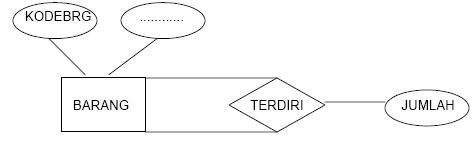 KODEBRG
............
BARANG
TERDIRI
JUMLAH